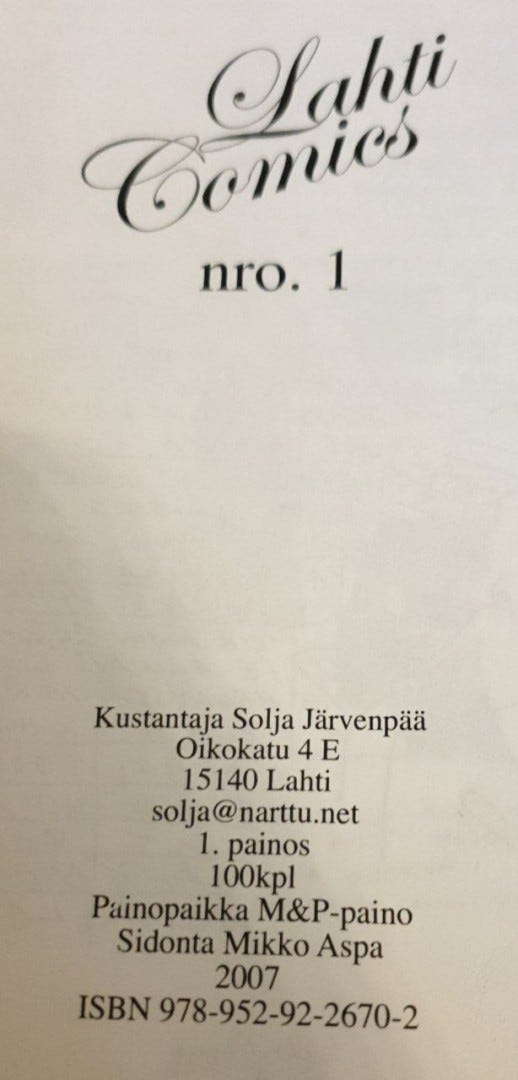 Lahti
Comics
nro. 1
Kustantaja Solja Järvenpää
Oikokatu 4 E
15140 Lahti
solja@narttu.net
1. painos
100kpl
Painopaikka M&P-paino
Sidonta Mikko Aspa
2007
ISBN 978-952-92-2670-2